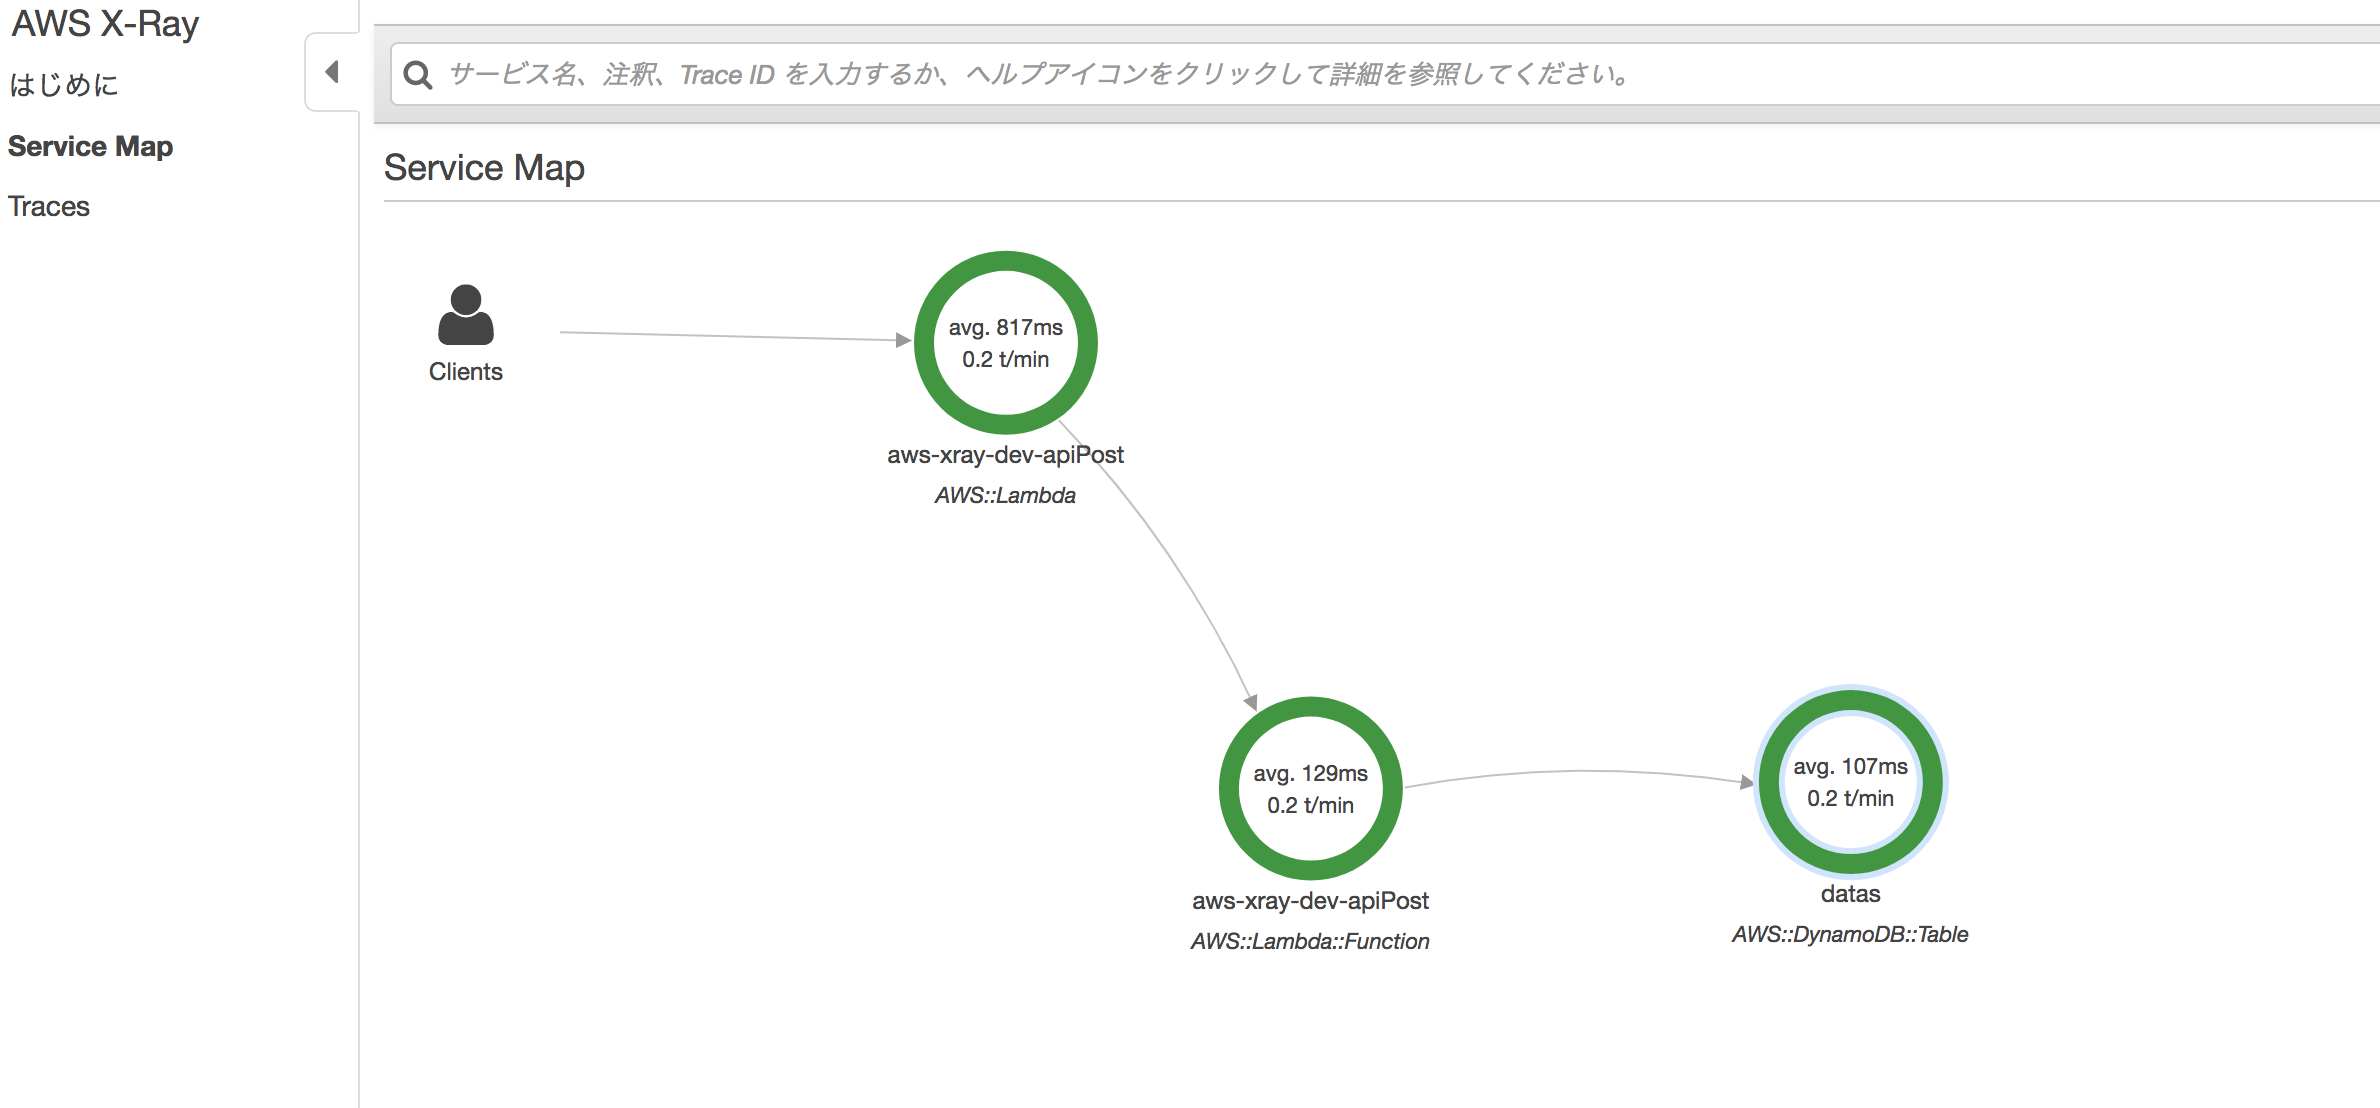 AWS X-Ray
はじめに
Service Map
Traces
サービス名、注釈、Trace ID を入力するか、ヘルプアイコンをクリックして詳細を参照してください。
Service Map
Clients
avg. 817ms
0.2 t/min
aws-xray-dev-apiPost
AWS::Lambda
avg. 129ms
0.2 t/min
aws-xray-dev-apiPost
AWS::Lambda::Function
avg. 107ms
0.2 t/min
datas
AWS::DynamoDB::Table